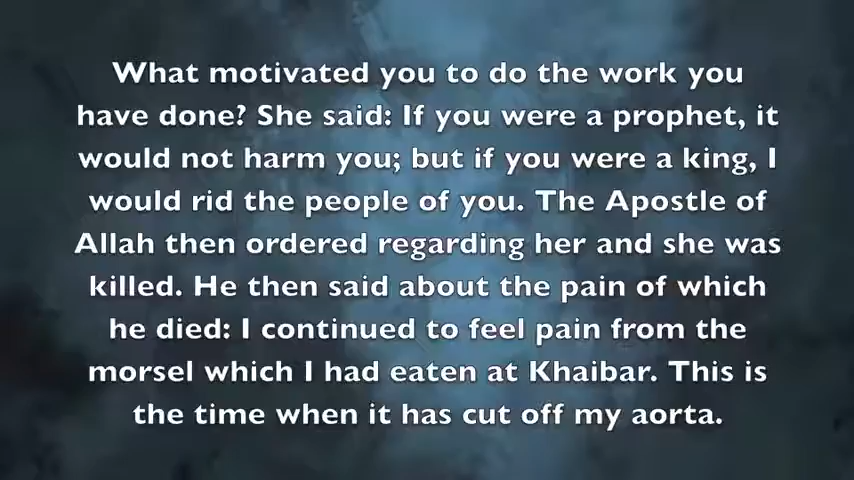 What motivated you to do the work you
have done? She said: If you were a prophet, it
would not harm you; but if you were a king, I
would rid the people of you. The Apostle of
Allah then ordered regarding her and she was
killed. He then said about the pain of which
he died: I continued to feel pain from the
morsel which I had eaten at Khaibar. This is
the time when it has cut off my aorta.